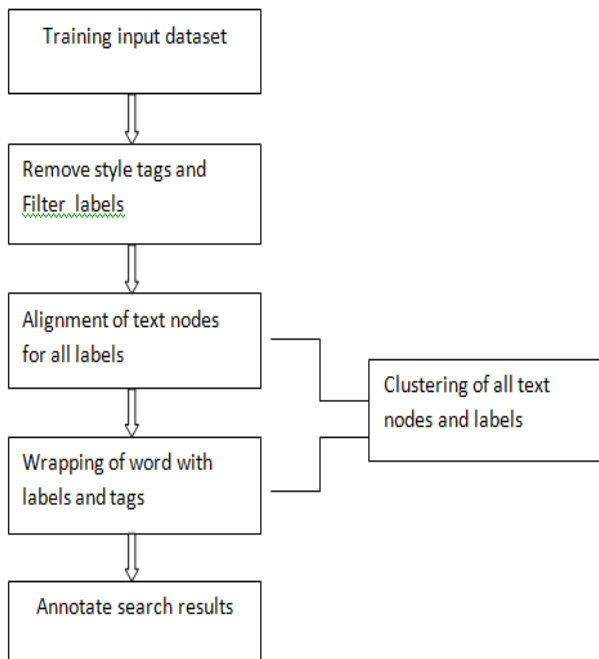 Training input dataset
Remove style tags and
Filter labels
Alignment of text nodes
for all labels
Clustering of all text
nodes and labels
Wrapping of word with
labels and tags
Annotate search results